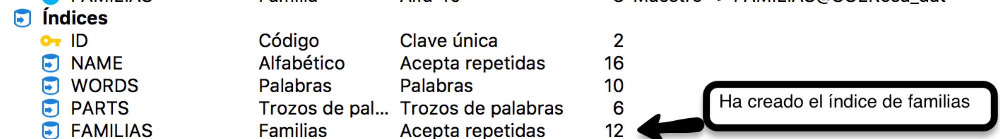 Índices
ID Código Clave única 2
NAME Alfabético Acepta repetidas 16
WORDS Palabras Palabras 10
PARTS Trozos de pal... Trozos de palabras 6
Ha creado el índice de familias
FAMILIAS Familias Acepta repetidas 12